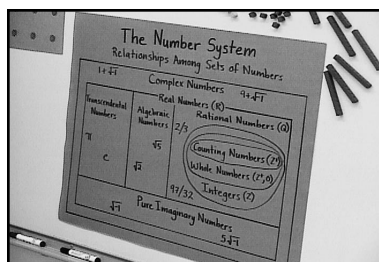 The Number System
Relationships Among Sets of Numbers
1+√-1
Complex Numbers
9+√-1
Real Numbers (R)
Transcendental
Numbers
π
e
Algebraic
Numbers
√5
√2
Rational Numbers (Q)
2/3
Counting Numbers (Z⁺)
Whole Numbers (Z⁺,0)
Integers (Z)
97/32
Pure Imaginary Numbers
√-1
5√-1